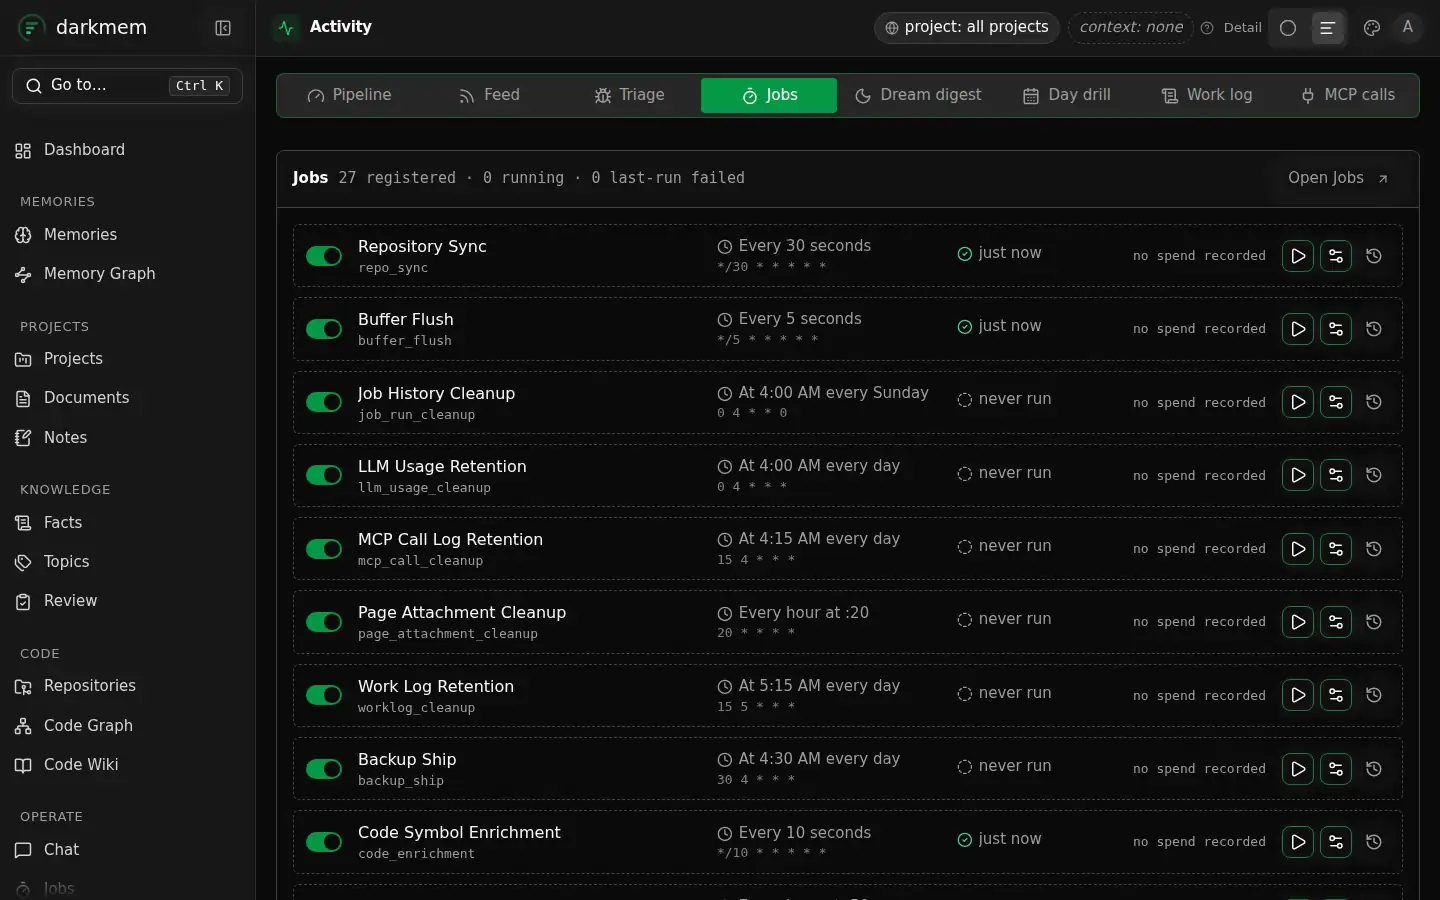 darkmem
Activity
project: all projects
context: none
Detail
A
Go to...
Ctrl K
Pipeline
Feed
Triage
Jobs
Dream digest
Day drill
Work log
MCP calls
Dashboard
MEMORIES
Memories
Memory Graph
PROJECTS
Projects
Documents
Notes
KNOWLEDGE
Facts
Topics
Review
CODE
Repositories
Code Graph
Code Wiki
OPERATE
Chat
Jobs
Jobs 27 registered · 0 running · 0 last-run failed
Open Jobs
Repository Sync
repo_sync
Every 30 seconds
*/30 * * * * *
just now
no spend recorded
Buffer Flush
buffer_flush
Every 5 seconds
*/5 * * * * *
just now
no spend recorded
Job History Cleanup
job_run_cleanup
At 4:00 AM every Sunday
0 4 * * 0
never run
no spend recorded
LLM Usage Retention
llm_usage_cleanup
At 4:00 AM every day
0 4 * * *
never run
no spend recorded
MCP Call Log Retention
mcp_call_cleanup
At 4:15 AM every day
15 4 * * *
never run
no spend recorded
Page Attachment Cleanup
page_attachment_cleanup
Every hour at :20
20 * * * *
never run
no spend recorded
Work Log Retention
worklog_cleanup
At 5:15 AM every day
15 5 * * *
never run
no spend recorded
Backup Ship
backup_ship
At 4:30 AM every day
30 4 * * *
never run
no spend recorded
Code Symbol Enrichment
code_enrichment
Every 10 seconds
*/10 * * * * *
just now
no spend recorded